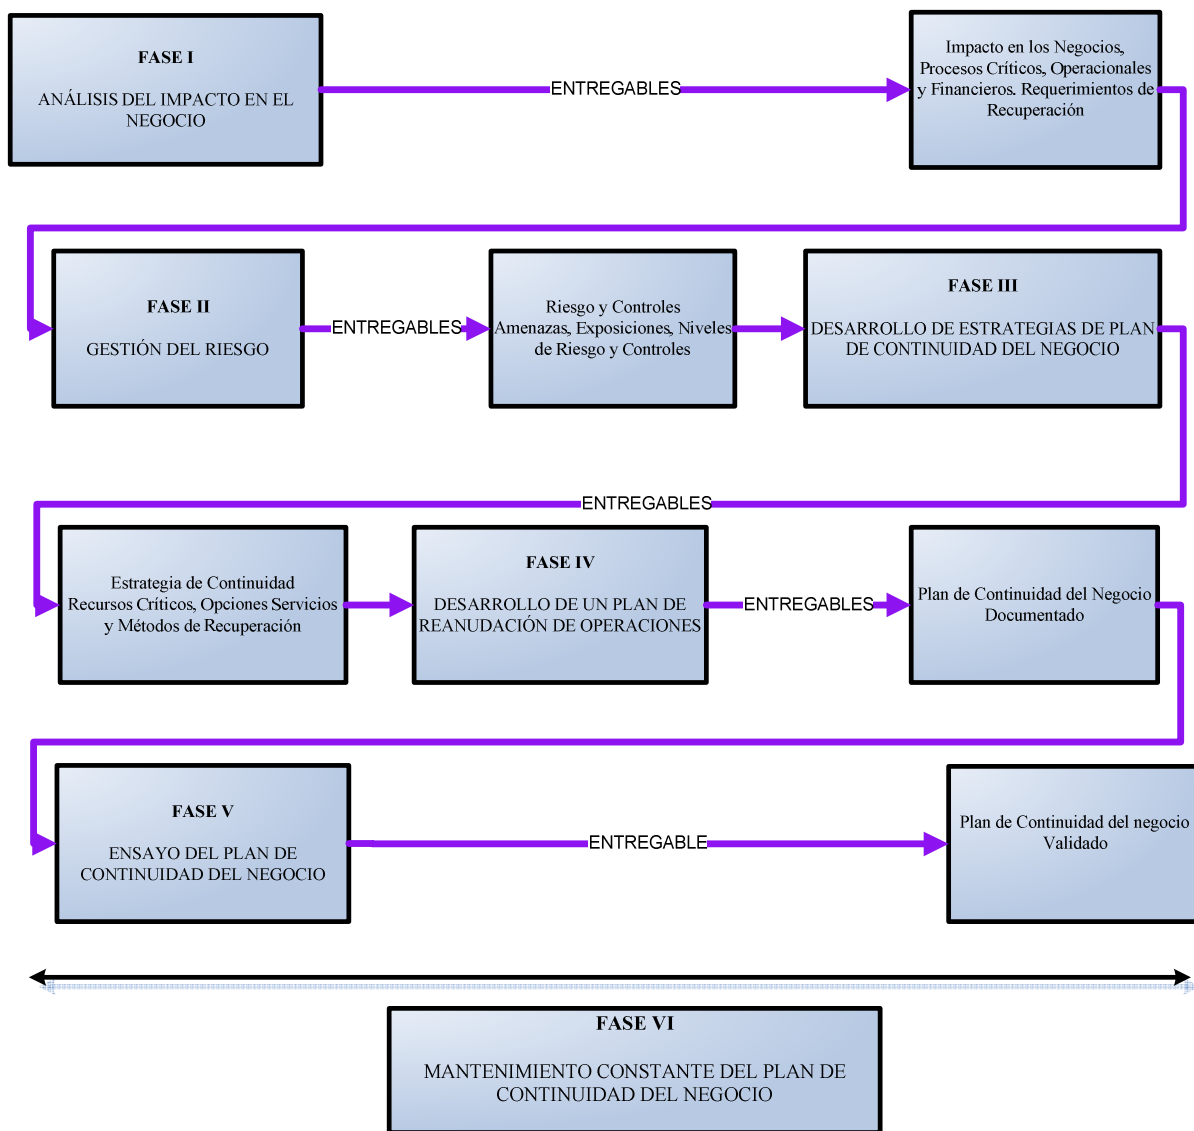 FASE I
ANÁLISIS DEL IMPACTO EN EL
NEGOCIO
ENTREGABLES
Impacto en los Negocios,
Procesos Críticos, Operacionales
y Financieros. Requerimientos de
Recuperación
FASE II
GESTIÓN DEL RIESGO
ENTREGABLES
Riesgo y Controles
Amenazas, Exposiciones, Niveles
de Riesgo y Controles
FASE III
DESARROLLO DE ESTRATEGIAS DE PLAN
DE CONTINUIDAD DEL NEGOCIO
ENTREGABLES
Estrategia de Continuidad
Recursos Críticos, Opciones Servicios
y Métodos de Recuperación
FASE IV
DESARROLLO DE UN PLAN DE
REANUDACIÓN DE OPERACIONES
ENTREGABLES
Plan de Continuidad del Negocio
Documentado
FASE V
ENSAYO DEL PLAN DE
CONTINUIDAD DEL NEGOCIO
ENTREGABLE
Plan de Continuidad del negocio
Validado
FASE VI
MANTENIMIENTO CONSTANTE DEL PLAN DE
CONTINUIDAD DEL NEGOCIO